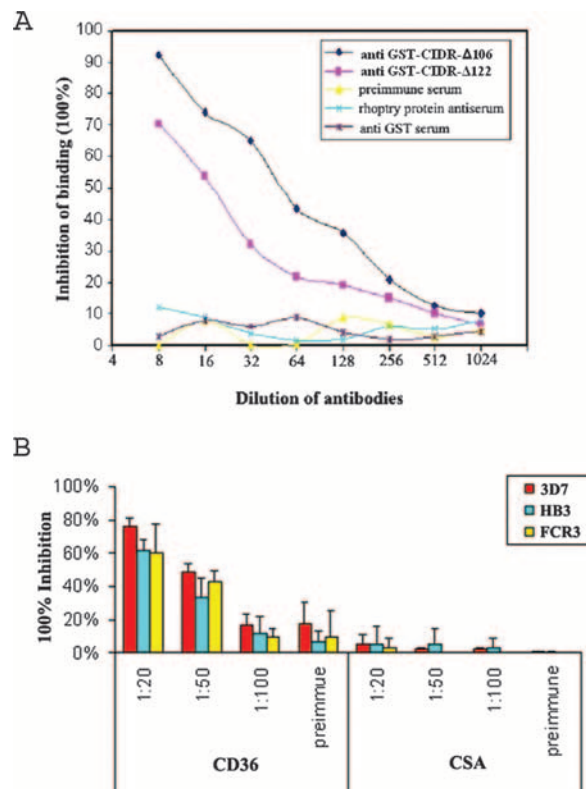 A
100
90
80
70
60
50
40
30
20
10
0
Inhibition of binding (100%)
anti GST-CIDR-Δ106
anti GST-CIDR-Δ122
preimmune serum
rhoptry protein antiserum
anti GST serum
4 8 16 32 64 128 256 512 1024
Dilution of antibodies
B
100%
80%
60%
40%
20%
0%
100% Inhibition
3D7
HB3
FCR3
1:20 1:50 1:100 preimmue 1:20 1:50 1:100 preimmune
CD36 CSA